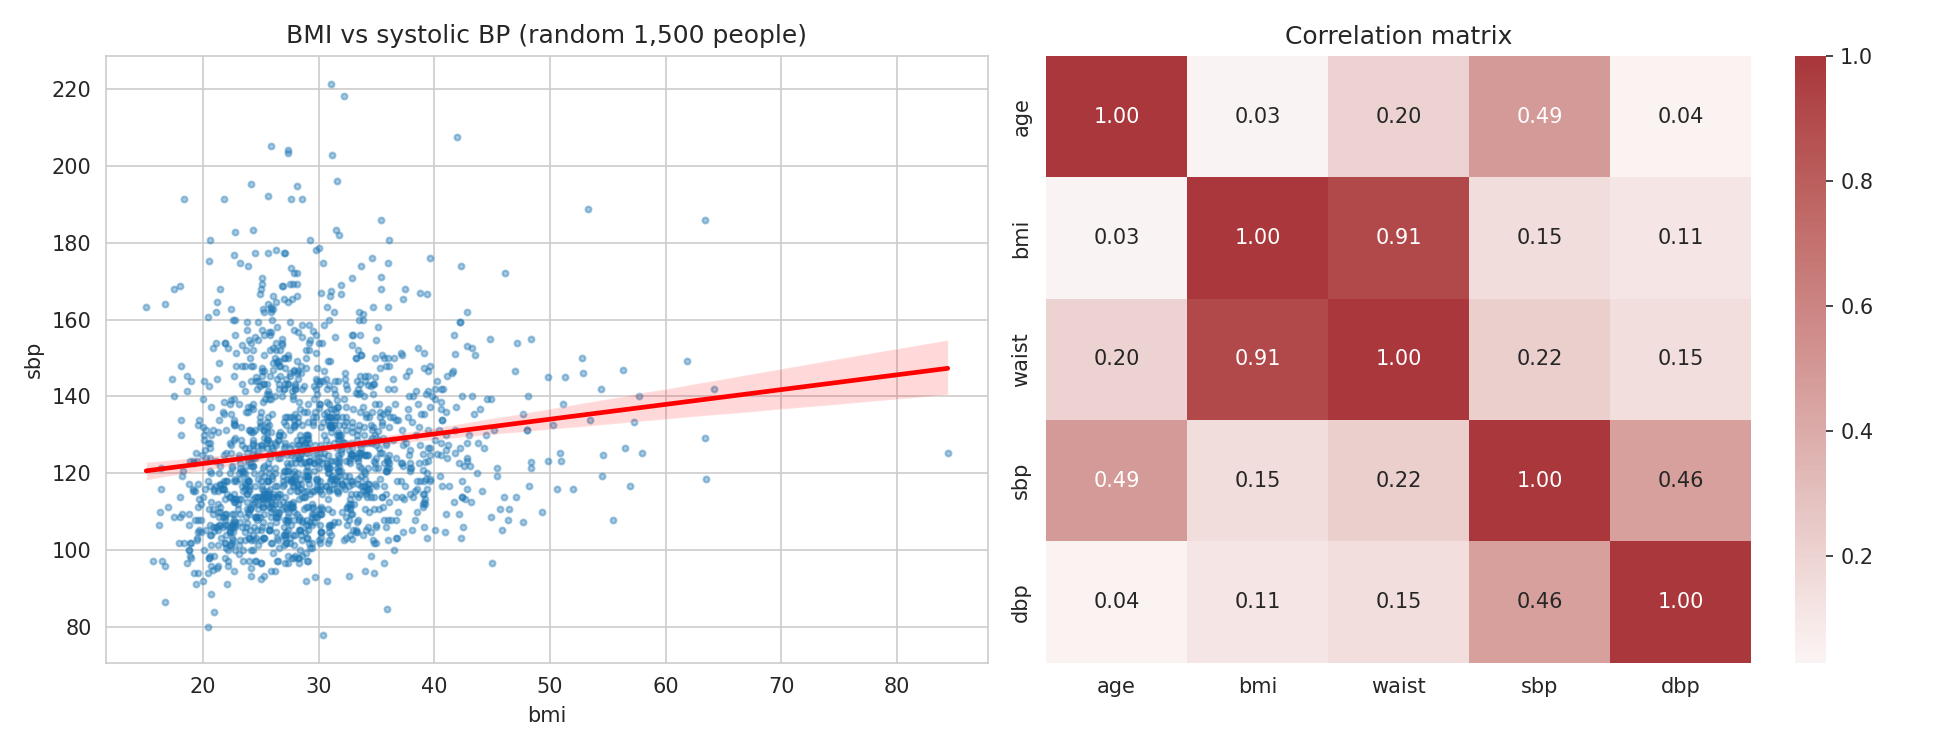 BMI vs systolic BP (random 1,500 people)
220
200
180
160
140
120
100
80
sbp
20 30 40 50 60 70 80
bmi
Correlation matrix
age 1.00 0.03 0.20 0.49 0.04
bmi 0.03 1.00 0.91 0.15 0.11
waist 0.20 0.91 1.00 0.22 0.15
sbp 0.49 0.15 0.22 1.00 0.46
dbp 0.04 0.11 0.15 0.46 1.00
age bmi waist sbp dbp
1.0
0.8
0.6
0.4
0.2